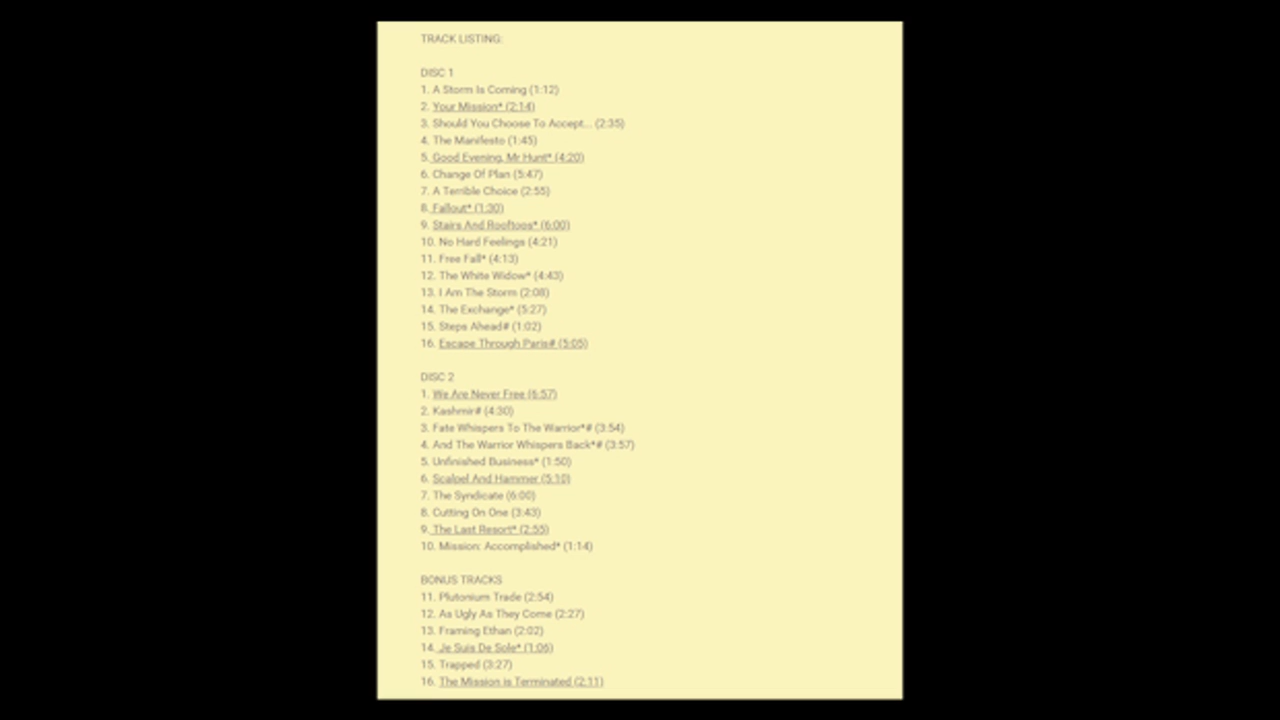 TRACK LISTING:
DISC 1
1. A Storm Is Coming (1:12)
2. Your Mission* (2:14)
3. Should You Choose To Accept... (2:35)
4. The Manifesto (1:45)
5. Good Evening, Mr Hunt* (4:20)
6. Change Of Plan (5:47)
7. A Terrible Choice (2:55)
8. Fallout* (1:30)
9. Stairs And Rooftops* (6:00)
10. No Hard Feelings (4:21)
11. Free Fall* (4:13)
12. The White Widow* (4:43)
13. I Am The Storm (2:08)
14. The Exchange* (5:27)
15. Steps Ahead# (1:02)
16. Escape Through Paris# (5:05)
DISC 2
1. We Are Never Free (6:57)
2. Kashmir# (4:30)
3. Fate Whispers To The Warrior*# (3:54)
4. And The Warrior Whispers Back*# (3:57)
5. Unfinished Business* (1:50)
6. Scalpel And Hammer (5:10)
7. The Syndicate (6:00)
8. Cutting On One (3:43)
9. The Last Resort* (2:55)
10. Mission: Accomplished* (1:14)
BONUS TRACKS
11. Plutonium Trade (2:54)
12. As Ugly As They Come (2:27)
13. Framing Ethan (2:02)
14. Je Suis De Sole* (1:06)
15. Trapped (3:27)
16. The Mission is Terminated (2:11)